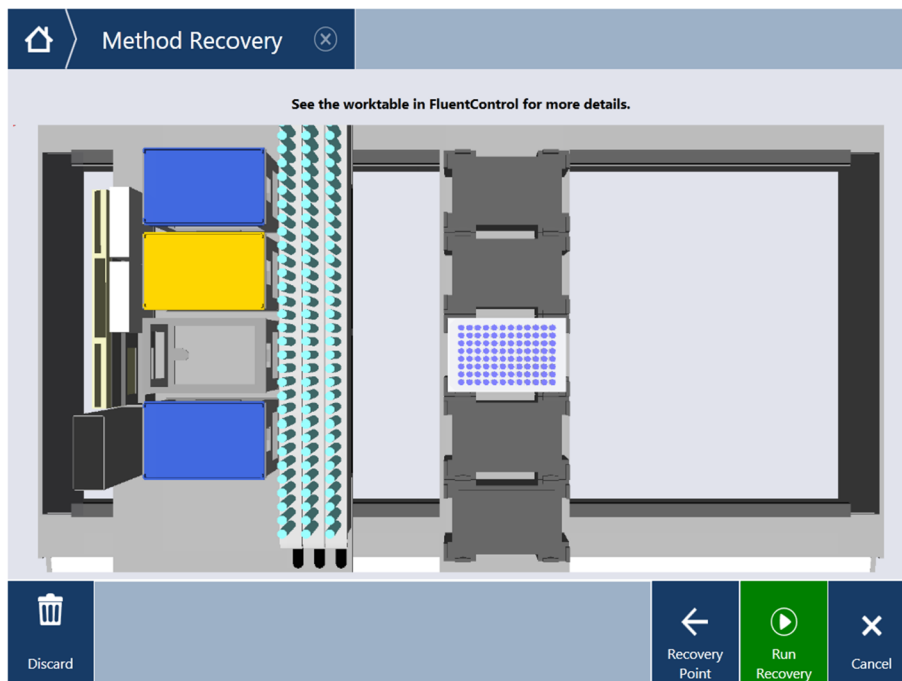 Method Recovery
See the worktable in FluentControl for more details.
Discard
Recovery
Point
Run
Recovery
Cancel